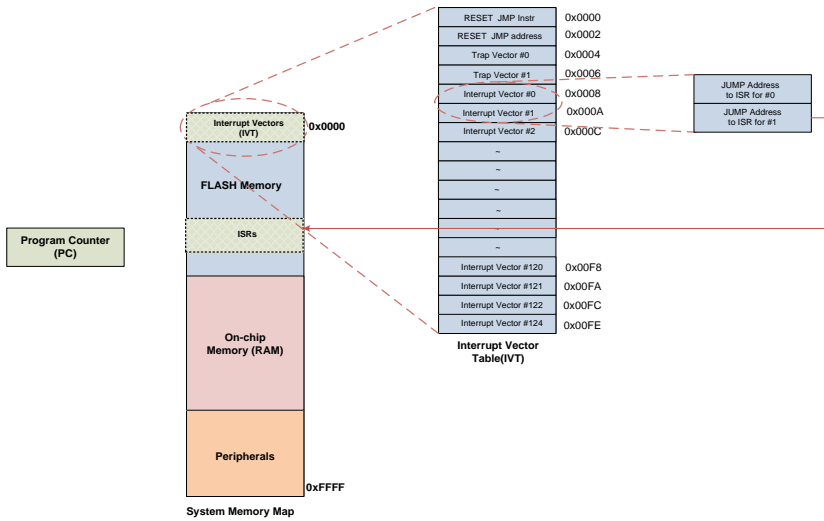 RESET JMP Instr
0x0000
RESET JMP address
0x0002
Trap Vector #0
0x0004
Trap Vector #1
0x0006
Interrupt Vector #0
0x0008
Interrupt Vector #1
0x000A
Interrupt Vector #2
0x000C
~
~
~
~
~
~
Interrupt Vector #120
0x00F8
Interrupt Vector #121
0x00FA
Interrupt Vector #122
0x00FC
Interrupt Vector #124
0x00FE
Interrupt Vector
Table(IVT)
JUMP Address
to ISR for #0
JUMP Address
to ISR for #1
Interrupt Vectors
(IVT)
0x0000
FLASH Memory
ISRs
Program Counter
(PC)
On-chip
Memory (RAM)
Peripherals
0xFFFF
System Memory Map